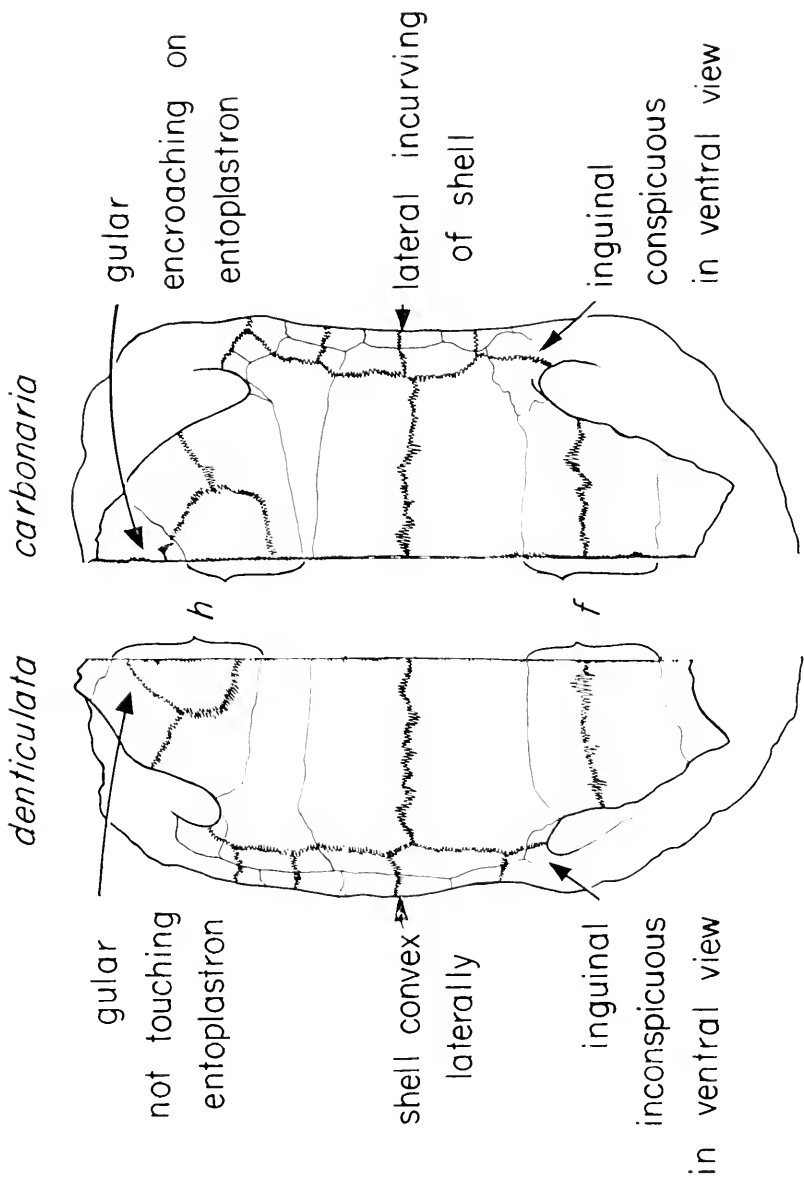 denticulata
carbonaria
gular
not touching
entoplastron
gular
encroaching on
entoplastron
h
shell convex
laterally
lateral incurving
of shell
f
inguinal
inconspicuous
in ventral view
inguinal
conspicuous
in ventral view